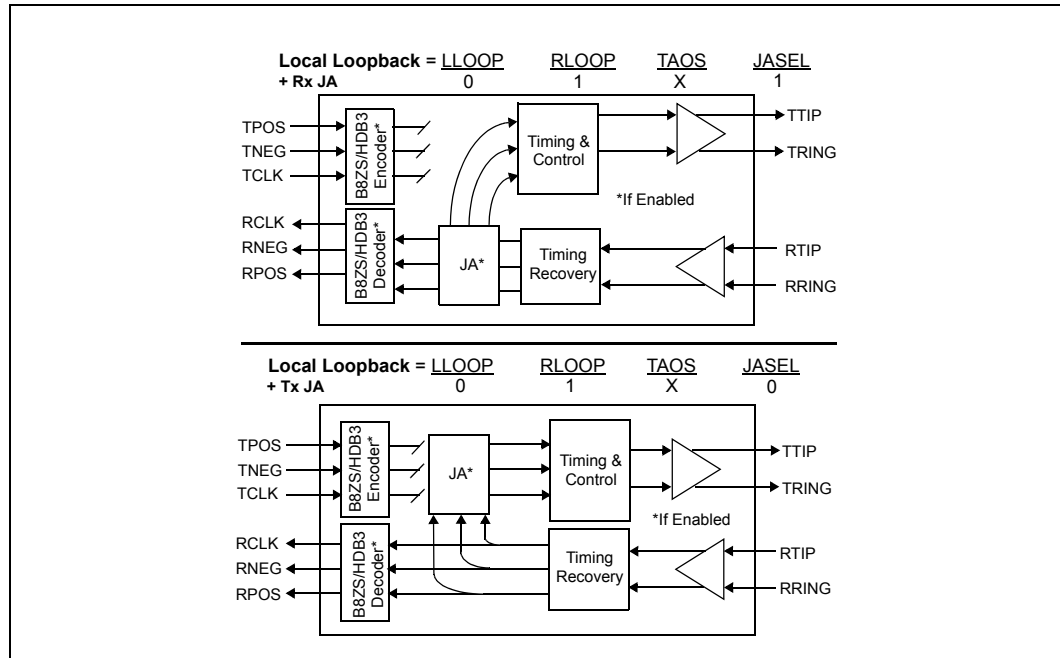 Local Loopback = LLOOP RLOOP TAOS JASEL
+ Rx JA 0 1 X 1
TPOS
TNEG
TCLK
B8ZS/HDB3
Encoder*
Timing &
Control
TTIP
TRING
*If Enabled
RCLK
RNEG
RPOS
B8ZS/HDB3
Decoder*
JA*
Timing
Recovery
RTIP
RRING
Local Loopback = LLOOP RLOOP TAOS JASEL
+ Tx JA 0 1 X 0
TPOS
TNEG
TCLK
B8ZS/HDB3
Encoder*
JA*
Timing &
Control
TTIP
TRING
*If Enabled
RCLK
RNEG
RPOS
B8ZS/HDB3
Decoder*
Timing
Recovery
RTIP
RRING